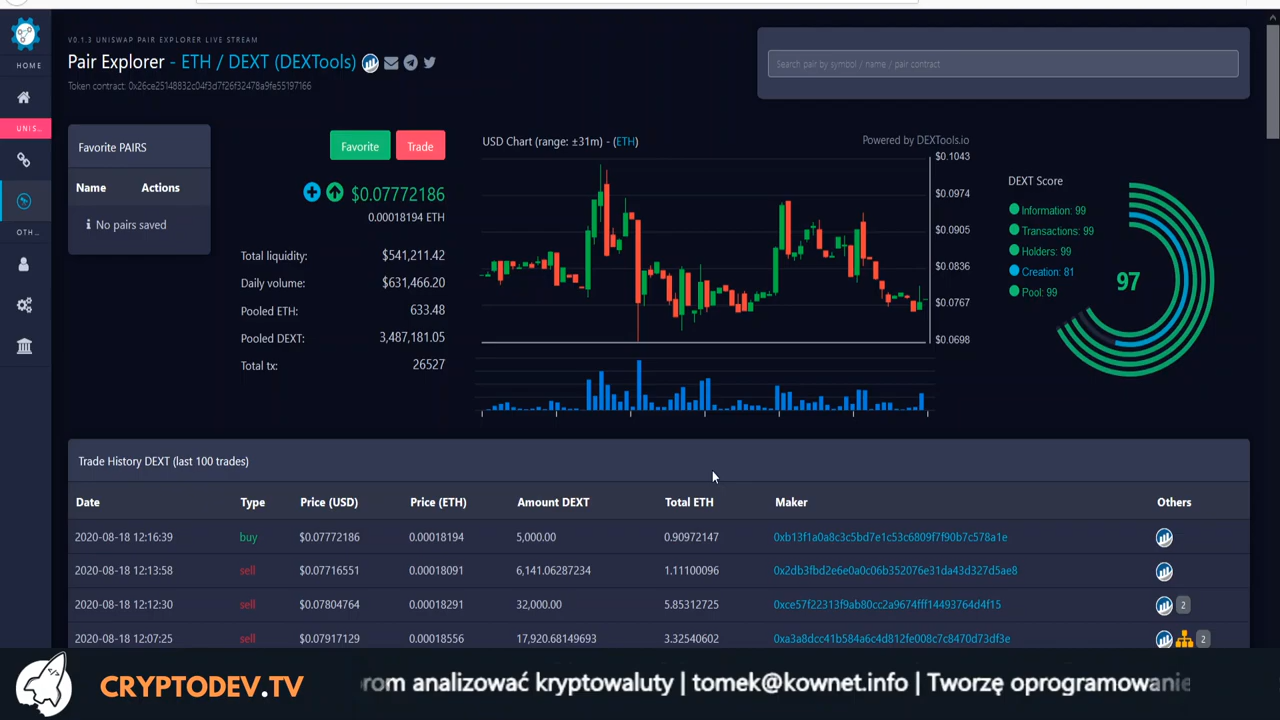 V0.1.3 UNISWAP PAIR EXPLORER LIVE STREAM
Pair Explorer - ETH / DEXT (DEXTools)
Token contract: 0x26ce25148832c04f3d7f26f32478a9fe55197166
Search pair by symbol / name / pair contract
HOME
UNIS...
OTH...
Favorite PAIRS
Name Actions
No pairs saved
Favorite Trade
$0.07772186
0.00018194 ETH
Total liquidity: $541,211.42
Daily volume: $631,466.20
Pooled ETH: 633.48
Pooled DEXT: 3,487,181.05
Total tx: 26527
USD Chart (range: ±31m) - (ETH)
Powered by DEXTools.io
$0.1043
$0.0974
$0.0905
$0.0836
$0.0767
$0.0698
DEXT Score
Information: 99
Transactions: 99
Holders: 99
Creation: 81
Pool: 99
97
Trade History DEXT (last 100 trades)
Date Type Price (USD) Price (ETH) Amount DEXT Total ETH Maker Others
2020-08-18 12:16:39 buy $0.07772186 0.00018194 5,000.00 0.90972147 0xb13f1a0a8c3c5bd7e1c53c6809f7f90b7c578a1e
2020-08-18 12:13:58 sell $0.07716551 0.00018091 6,141.06287234 1.11100096 0x2db3fbd2e6e0a0c06b352076e31da43d327d5ae8
2020-08-18 12:12:30 sell $0.07804764 0.00018291 32,000.00 5.85312725 0xce57f22313f9ab80cc2a9674fff14493764d4f15 2
2020-08-18 12:07:25 sell $0.07917129 0.00018556 17,920.68149693 3.32540602 0xa3a8dcc41b584a6c4d812fe008c7c8470d73df3e 2
CRYPTODEV.TV
orom analizować kryptowaluty | tomek@kownet.info | Tworzę oprogramowanie